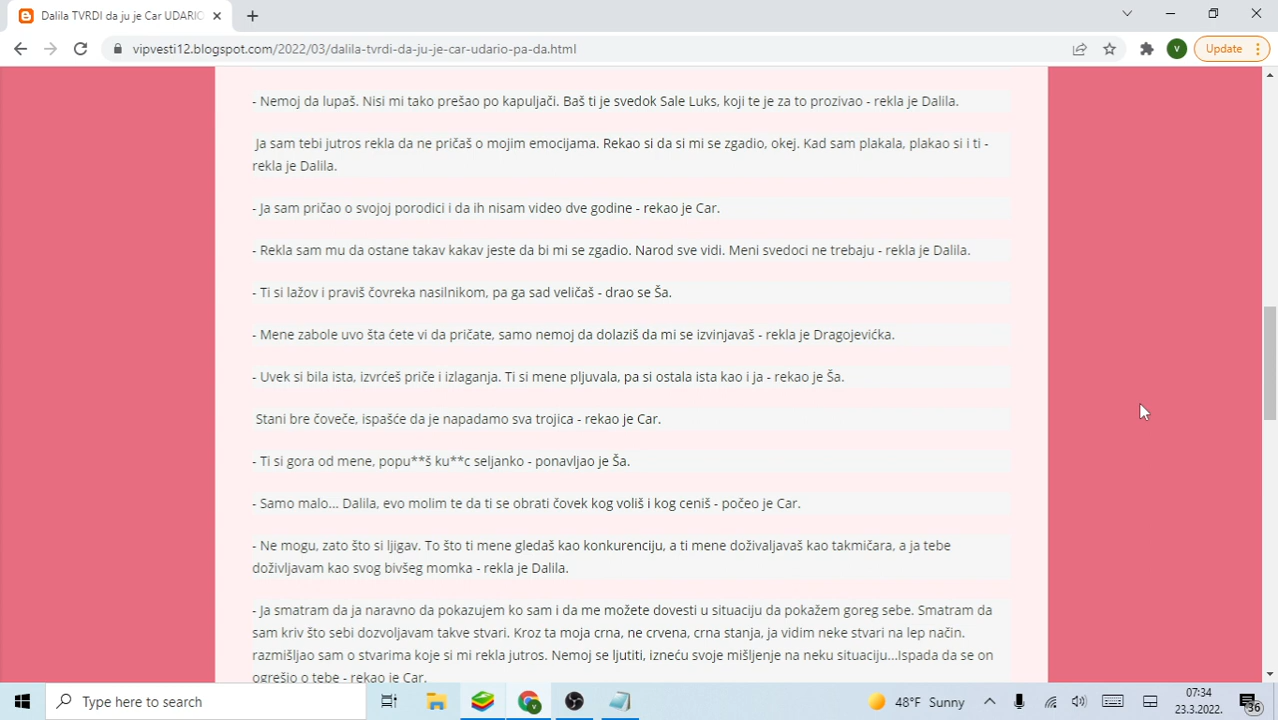 Dalila TVRDI da ju je Car UDARIO
vipvesti12.blogspot.com/2022/03/dalila-tvrdi-da-ju-je-car-udario-pa-da.html
V
Update
- Nemoj da lupaš. Nisi mi tako prešao po kapuljači. Baš ti je svedok Sale Luks, koji te je za to prozivao - rekla je Dalila.
Ja sam tebi jutros rekla da ne pričaš o mojim emocijama. Rekao si da si mi se zgadio, okej. Kad sam plakala, plakao si i ti -
rekla je Dalila.
- Ja sam pričao o svojoj porodici i da ih nisam video dve godine - rekao je Car.
- Rekla sam mu da ostane takav kakav jeste da bi mi se zgadio. Narod sve vidi. Meni svedoci ne trebaju - rekla je Dalila.
- Ti si lažov i praviš čovreka nasilnikom, pa ga sad veličaš - drao se Ša.
- Mene zabole uvo šta ćete vi da pričate, samo nemoj da dolaziš da mi se izvinjavaš - rekla je Dragojevićka.
- Uvek si bila ista, izvrćeš priče i izlaganja. Ti si mene pljuvala, pa si ostala ista kao i ja - rekao je Ša.
Stani bre čoveče, ispašće da je napadamo sva trojica - rekao je Car.
- Ti si gora od mene, popu**š ku**c seljanko - ponavljao je Ša.
- Samo malo... Dalila, evo molim te da ti se obrati čovek kog voliš i kog ceniš - počeo je Car.
- Ne mogu, zato što si ljigav. To što ti mene gledaš kao konkurenciju, a ti mene doživaljavaš kao takmičara, a ja tebe
doživljavam kao svog bivšeg momka - rekla je Dalila.
- Ja smatram da ja naravno da pokazujem ko sam i da me možete dovesti u situaciju da pokažem goreg sebe. Smatram da
sam kriv što sebi dozvoljavam takve stvari. Kroz ta moja crna, ne crvena, crna stanja, ja vidim neke stvari na lep način.
razmišljao sam o stvarima koje si mi rekla jutros. Nemoj se ljutiti, izneću svoje mišljenje na neku situaciju...Ispada da se on
ogrešio o tebe - rekao je Car.
Type here to search
48°F Sunny
07:34
23.3.2022.
36